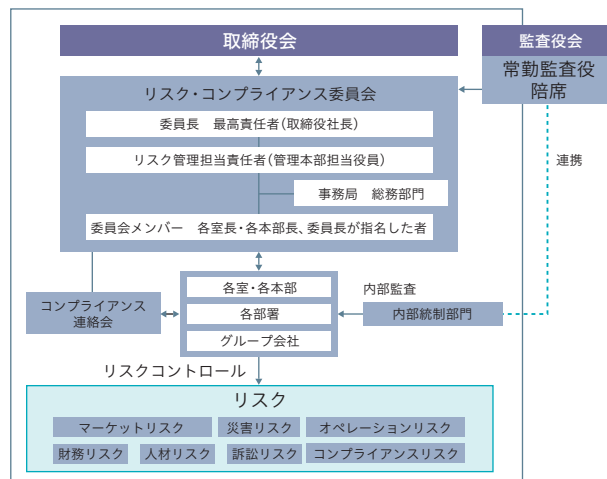 取締役会
監査役会
常勤監査役
陪席
リスク・コンプライアンス委員会
委員長　最高責任者(取締役社長)
リスク管理担当責任者(管理本部担当役員)
事務局　総務部門
委員会メンバー　各室長・各本部長、委員長が指名した者
連携
コンプライアンス
連絡会
各室・各本部
各部署
グループ会社
内部監査
内部統制部門
リスクコントロール
リスク
マーケットリスク
災害リスク
オペレーションリスク
財務リスク
人材リスク
訴訟リスク
コンプライアンスリスク